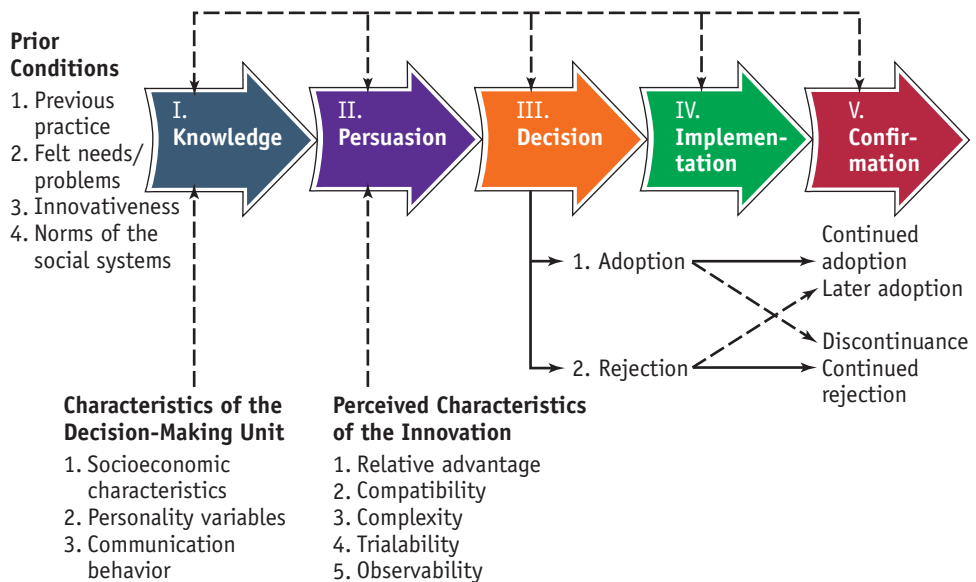 Prior
Conditions
1. Previous
practice
2. Felt needs/
problems
3. Innovativeness
4. Norms of the
social systems
I.
Knowledge
II.
Persuasion
III.
Decision
IV.
Implemen-
tation
V.
Confir-
mation
1. Adoption
2. Rejection
Continued
adoption
Later adoption
Discontinuance
Continued
rejection
Characteristics of the
Decision-Making Unit
1. Socioeconomic
characteristics
2. Personality variables
3. Communication
behavior
Perceived Characteristics
of the Innovation
1. Relative advantage
2. Compatibility
3. Complexity
4. Trialability
5. Observability